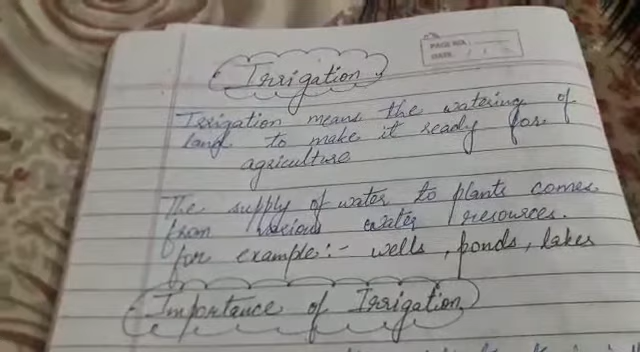 PAGE NO.:
DATE: / /
Irrigation
Irrigation means the watering of
land to make it ready for
agriculture
The supply of water to plants comes
from various water resources.
for example:- wells, ponds, lakes
Importance of Irrigation